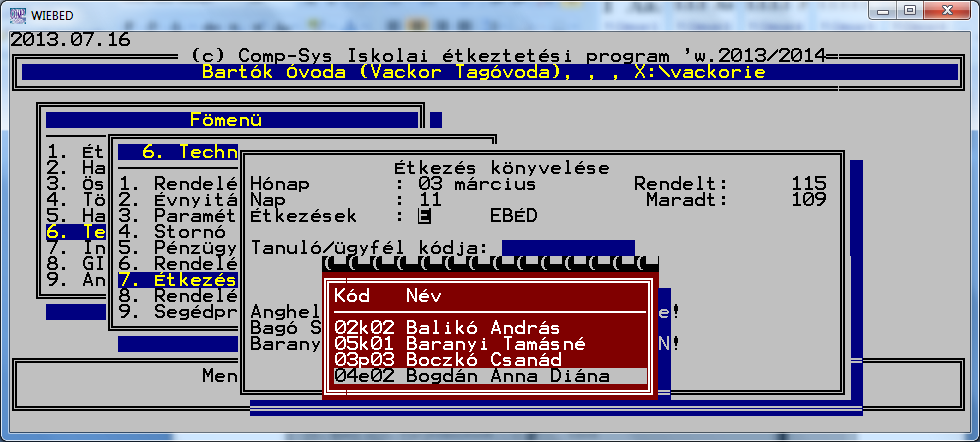 WIEBED
2013.07.16
(c) Comp-Sys Iskolai étkeztetési program 'w.2013/2014
Bartók Óvoda (Vackor Tagóvoda), , , X:\vackorie
Fömenü
1. Ét
2. Ha
3. Ös
4. Tö
5. Ha
6. Te
7. In
8. GI
9. An
6. Techn
1. Rendelé
2. Évnyitá
3. Paramét
4. Stornó
5. Pénzügy
6. Rendelé
7. Étkezés
8. Rendelé
9. Segédpr
Étkezés könyvelése
Hónap : 03 március Rendelt: 115
Nap : 11 Maradt: 109
Étkezések : E EBéD
Tanuló/ügyfél kódja:
Anghel e!
Bagó S
Barany N!
Kód Név
02k02 Balikó András
05k01 Baranyi Tamásné
03p03 Boczkó Csanád
04e02 Bogdán Anna Diána
Men